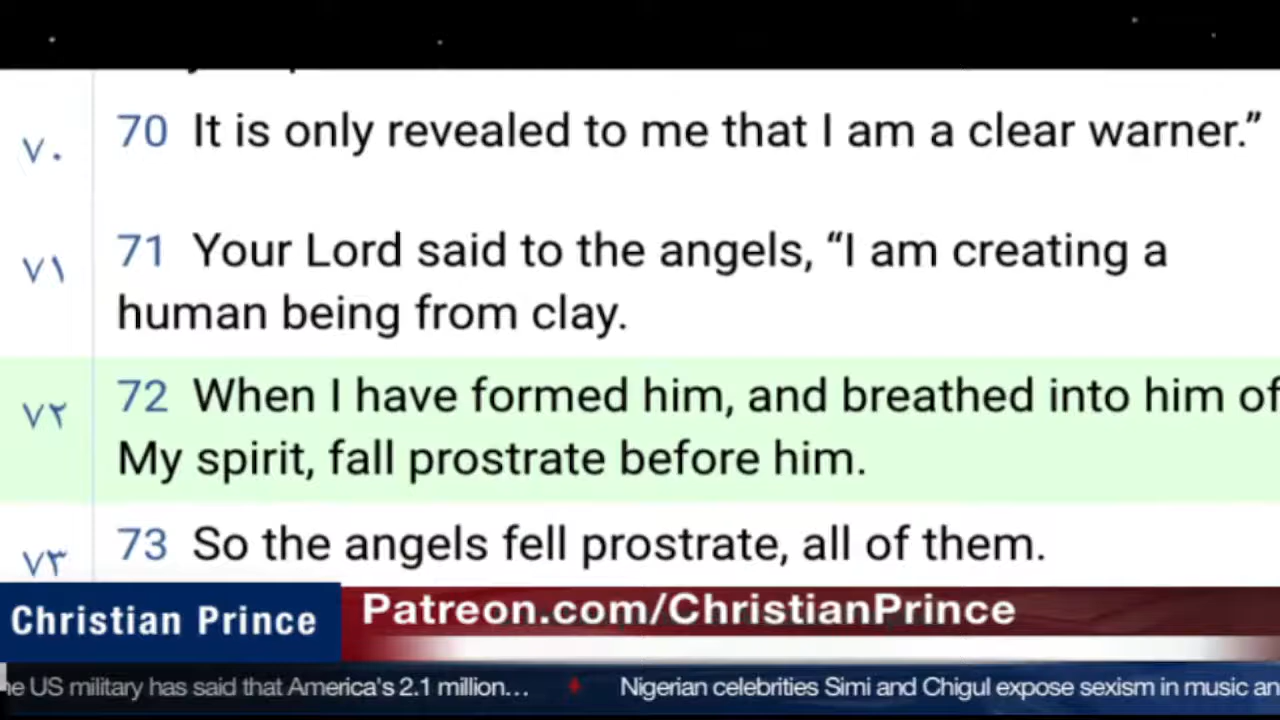 ٧٠ 70 It is only revealed to me that I am a clear warner.”
٧١ 71 Your Lord said to the angels, “I am creating a
human being from clay.
٧٢ 72 When I have formed him, and breathed into him of
My spirit, fall prostrate before him.
٧٣ 73 So the angels fell prostrate, all of them.
Christian Prince Patreon.com/ChristianPrince
US military has said that America's 2.1 million... Nigerian celebrities Simi and Chigul expose sexism in music